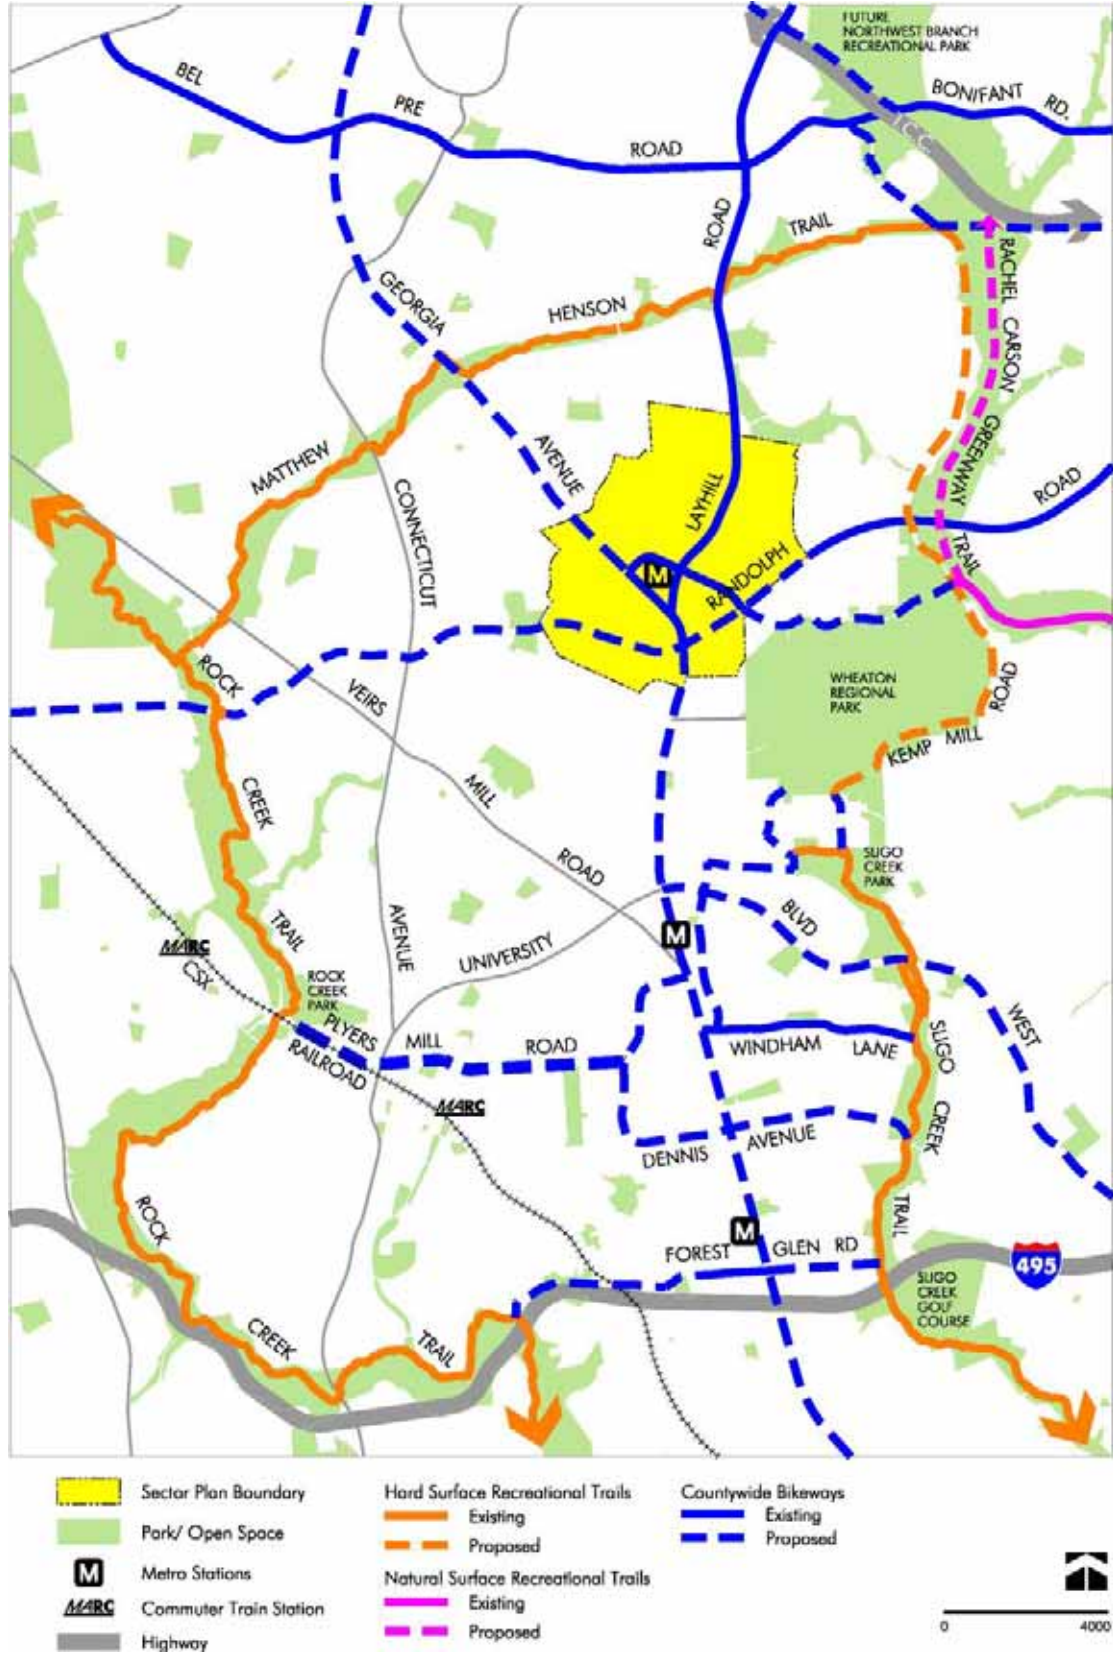 FUTURE
NORTHWEST BRANCH
RECREATIONAL PARK
BEL
PRE
ROAD
BONIFANT
RD.
I.C.C.
ROAD
TRAIL
GEORGIA
HENSON
RACHEL
CARSON
GREENWAY
TRAIL
AVENUE
MATTHEW
CONNECTICUT
LAYHILL
ROAD
M
RANDOLPH
ROCK
VEIRS
WHEATON
REGIONAL
PARK
ROAD
KEMP
MILL
CREEK
MILL
ROAD
SLIGO
CREEK
PARK
TRAIL
AVENUE
BLVD
UNIVERSITY
M
MARC
CSX
ROCK
CREEK
PARK
PLYERS
MILL
ROAD
RAILROAD
WINDHAM
LANE
SLIGO
WEST
MARC
CREEK
DENNIS
AVENUE
TRAIL
ROCK
M
FOREST
GLEN
RD
495
SLIGO
CREEK
GOLF
COURSE
CREEK
TRAIL
Sector Plan Boundary
Park/ Open Space
M Metro Stations
MARC Commuter Train Station
Highway
Hard Surface Recreational Trails
Existing
Proposed
Natural Surface Recreational Trails
Existing
Proposed
Countywide Bikeways
Existing
Proposed
0 4000